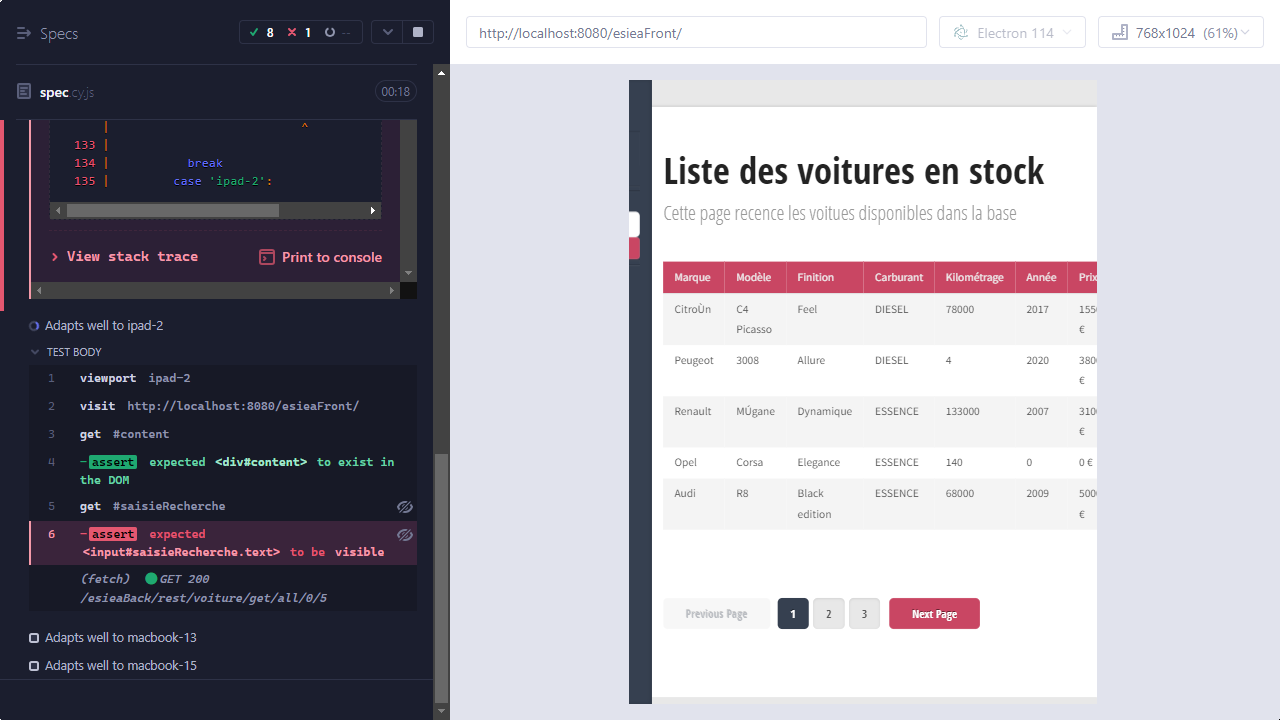 Specs
8
1
--
http://localhost:8080/esieaFront/
Electron 114
768x1024 (61%)
spec.cy.js
00:18
| ^
133 |
134 | break
135 | case 'ipad-2':
> View stack trace
Print to console
Adapts well to ipad-2
TEST BODY
1 viewport ipad-2
2 visit http://localhost:8080/esieaFront/
3 get #content
4 -assert expected <div#content> to exist in
the DOM
5 get #saisieRecherche
6 -assert expected
<input#saisieRecherche.text> to be visible
(fetch) GET 200
/esieaBack/rest/voiture/get/all/0/5
Adapts well to macbook-13
Adapts well to macbook-15
Liste des voitures en stock
Cette page recence les voitues disponibles dans la base
Marque Modèle Finition Carburant Kilométrage Année Prix
CitroÙn C4 Feel DIESEL 78000 2017 155
Picasso €
Peugeot 3008 Allure DIESEL 4 2020 380
€
Renault MÚgane Dynamique ESSENCE 133000 2007 310
€
Opel Corsa Elegance ESSENCE 140 0 0 €
Audi R8 Black ESSENCE 68000 2009 500
edition €
Previous Page 1 2 3 Next Page